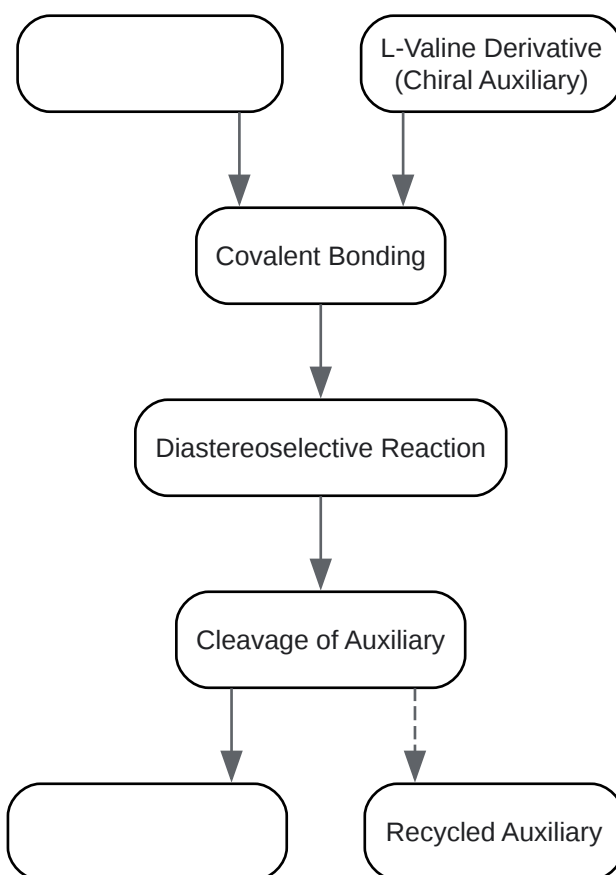 L-Valine Derivative
(Chiral Auxiliary)
Covalent Bonding
Diastereoselective Reaction
Cleavage of Auxiliary
Recycled Auxiliary